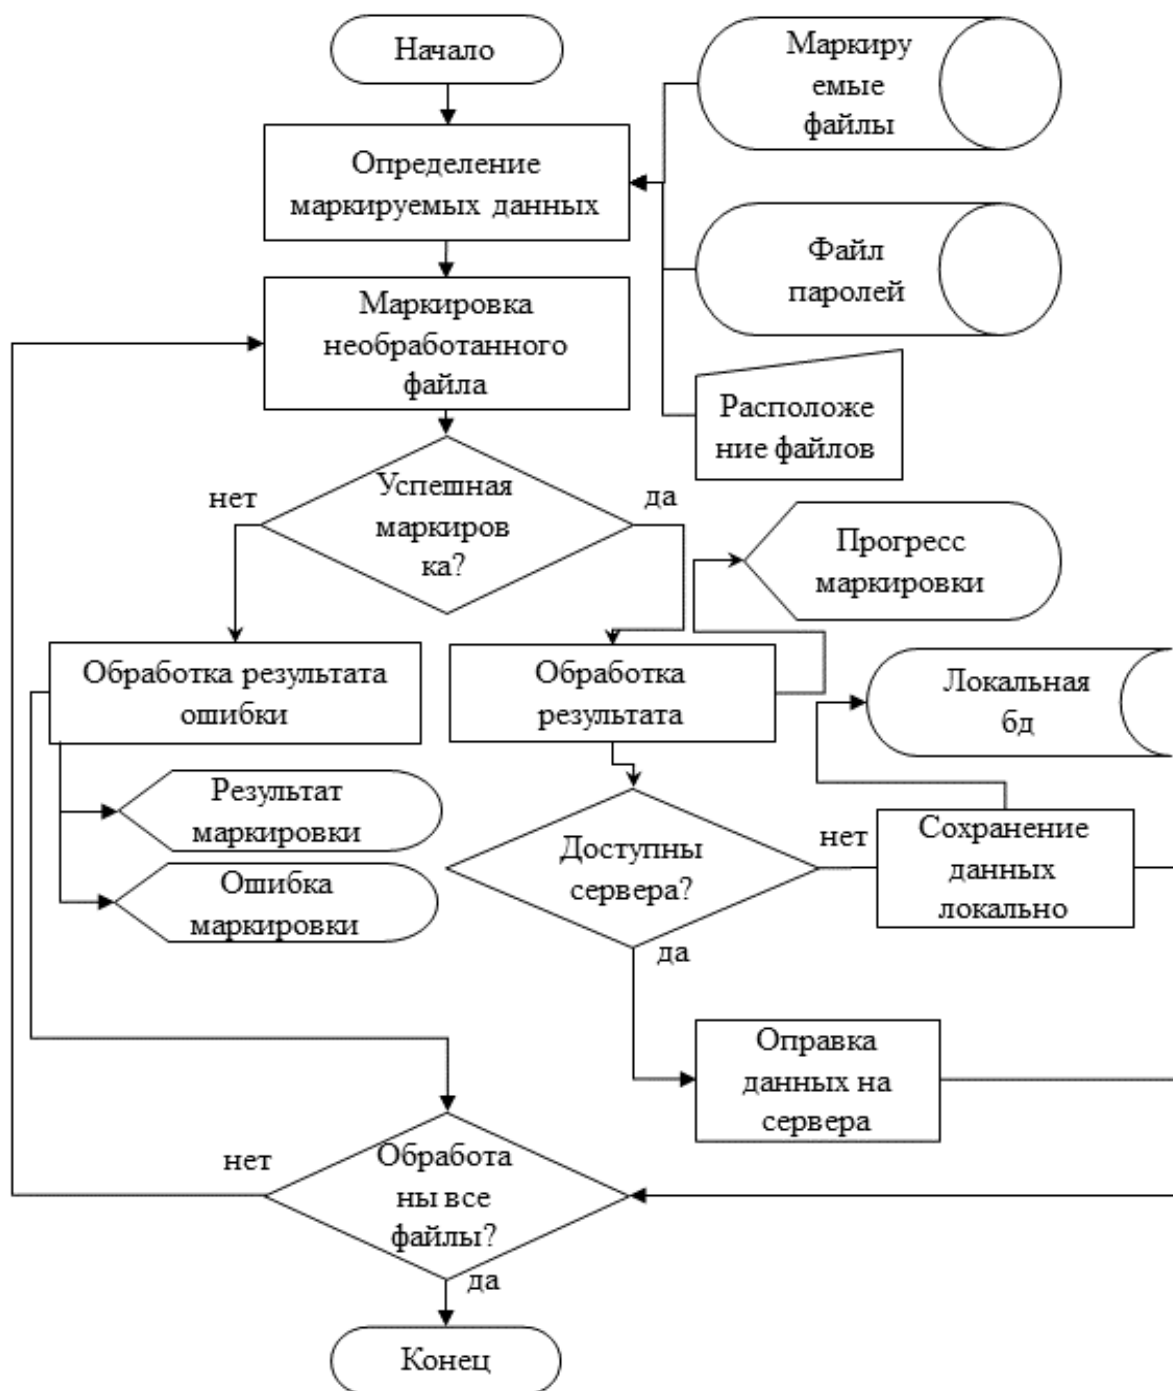 Начало
Маркиру
емые
файлы
Определение
маркируемых данных
Файл
паролей
Маркировка
необработанного
файла
Расположе
ние файлов
Успешная
маркиров
ка?
нет
да
Прогресс
маркировки
Обработка результата
ошибки
Обработка
результата
Локальная
бд
Результат
маркировки
Ошибка
маркировки
Доступны
сервера?
нет
Сохранение
данных
локально
да
Оправка
данных на
сервера
нет
Обработа
ны все
файлы?
да
Конец